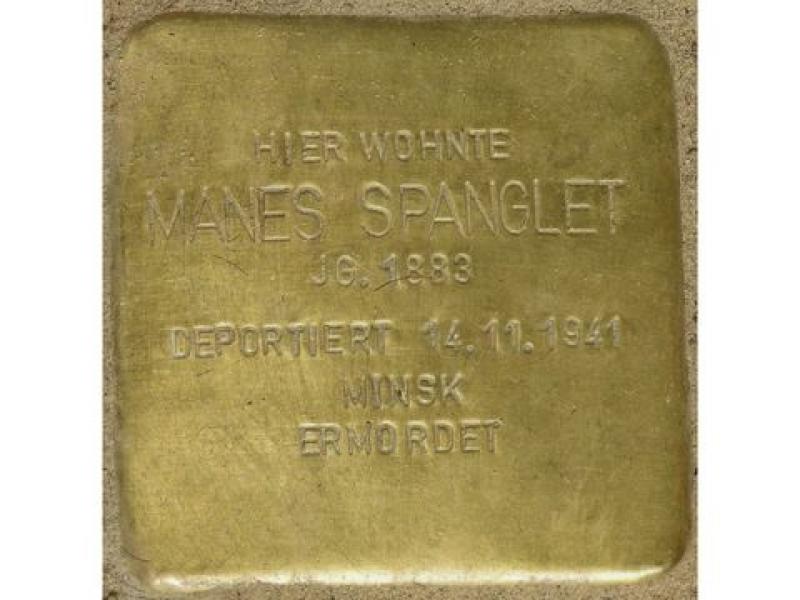 HIER WOHNTE
MANES SPANGLET
JG. 1883
DEPORTIERT 14.11.1941
MINSK
ERMORDET